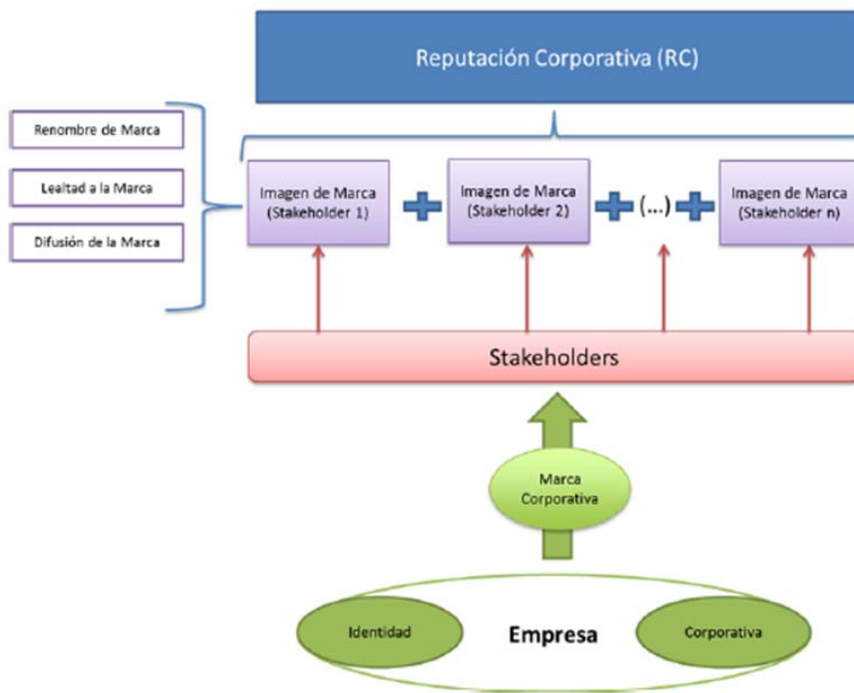 Reputación Corporativa (RC)
Renombre de Marca
Lealtad a la Marca
Difusión de la Marca
Imagen de Marca
(Stakeholder 1)
Imagen de Marca
(Stakeholder 2)
(...)
Imagen de Marca
(Stakeholder n)
Stakeholders
Marca
Corporativa
Identidad
Empresa
Corporativa